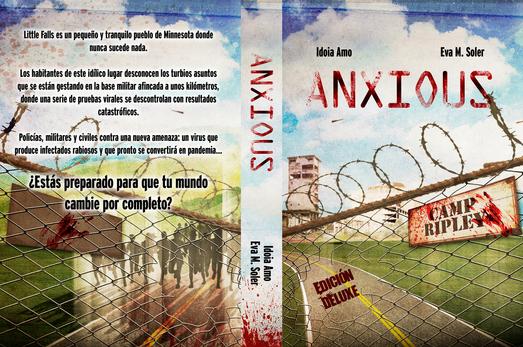 Little Falls es un pequeño y tranquilo pueblo de Minnesota donde
nunca sucede nada.
Los habitantes de este idílico lugar desconocen los turbios asuntos
que se están gestando en la base militar afincada a unos kilómetros,
donde una serie de pruebas virales se descontrolan con resultados
catastróficos.
Policías, militares y civiles contra una nueva amenaza: un virus que
produce infectados rabiosos y que pronto se convertirá en pandemia...
¿Estás preparado para que tu mundo
cambie por completo?
ANXIOUS
Idoia Amo
Eva M. Soler
Idoia Amo
Eva M. Soler
ANXIOUS
CAMP
RIPLEY
EDICIÓN
DELUXE